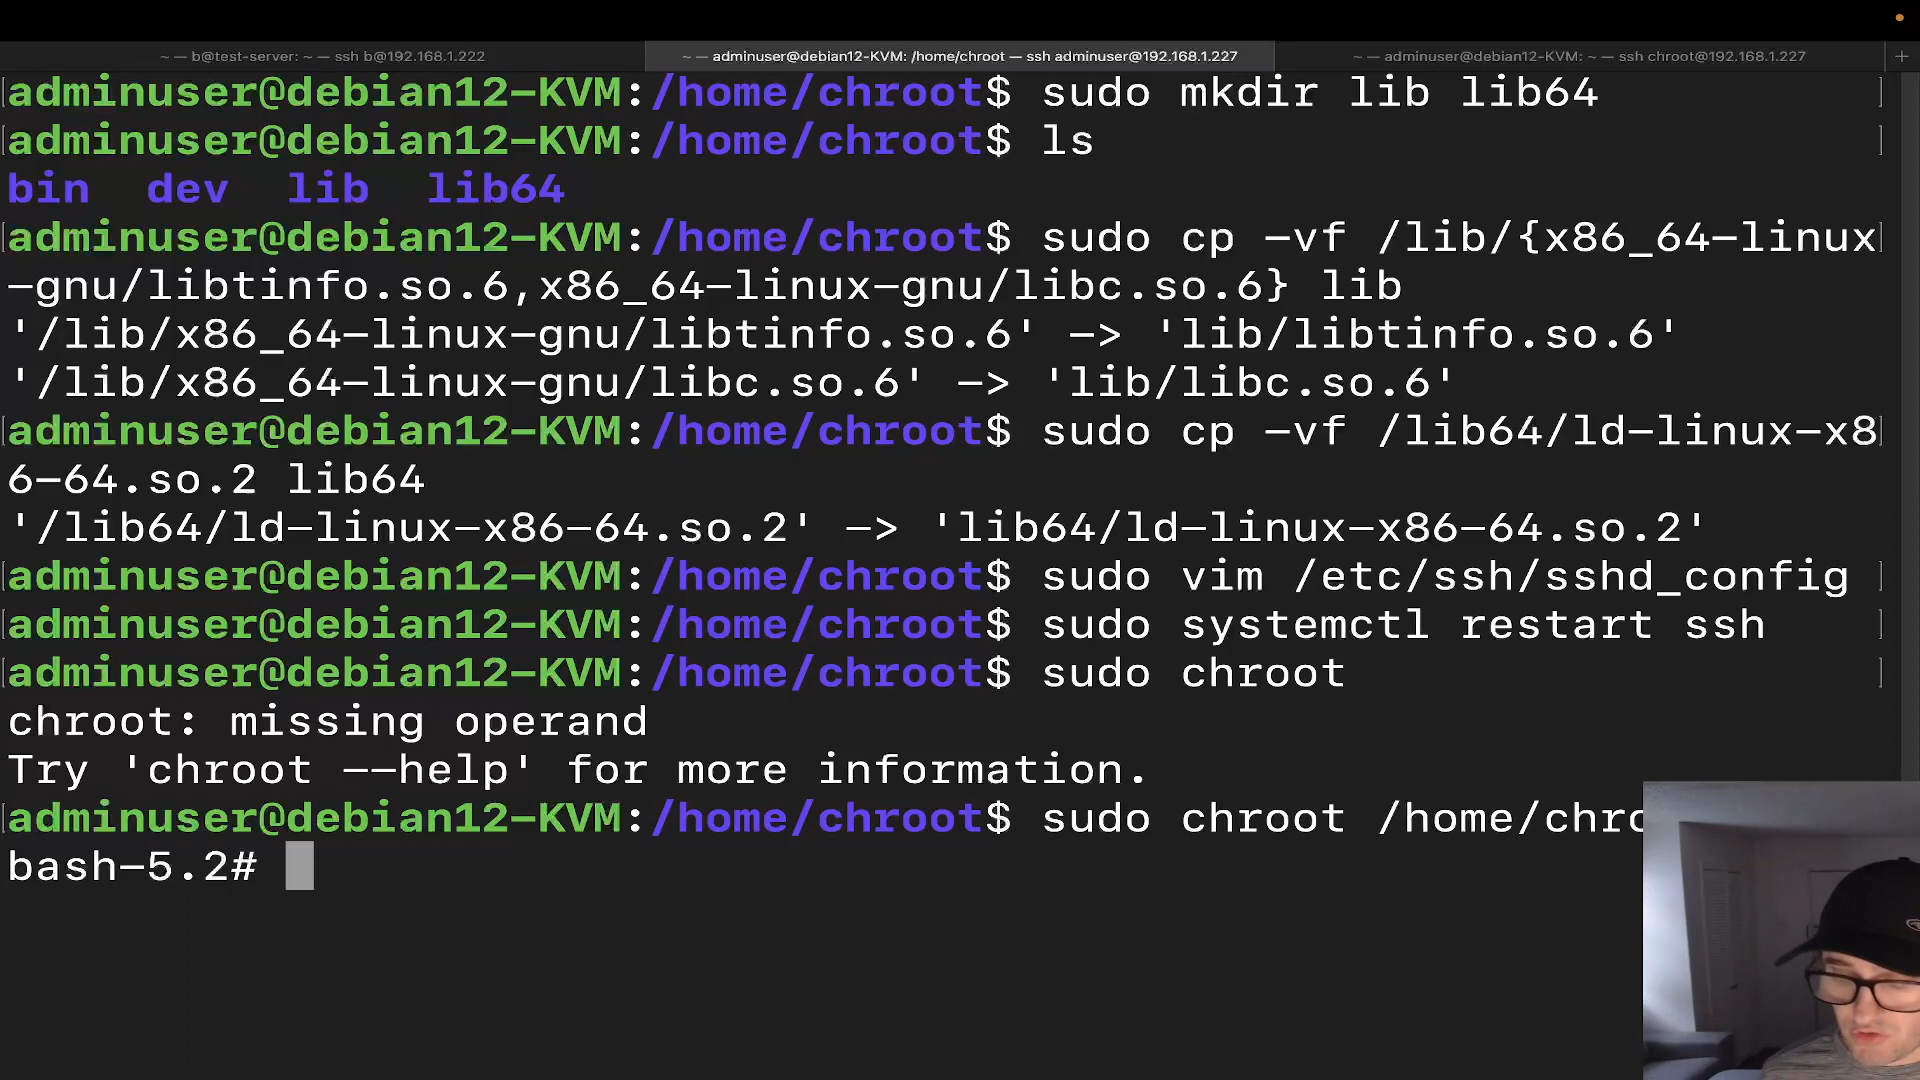 ~ — b@test-server: ~ — ssh b@192.168.1.222
~ — adminuser@debian12-KVM: /home/chroot — ssh adminuser@192.168.1.227
~ — adminuser@debian12-KVM: ~ — ssh chroot@192.168.1.227
adminuser@debian12-KVM:/home/chroot$ sudo mkdir lib lib64
adminuser@debian12-KVM:/home/chroot$ ls
bin dev lib lib64
adminuser@debian12-KVM:/home/chroot$ sudo cp -vf /lib/{x86_64-linux
-gnu/libtinfo.so.6,x86_64-linux-gnu/libc.so.6} lib
'/lib/x86_64-linux-gnu/libtinfo.so.6' -> 'lib/libtinfo.so.6'
'/lib/x86_64-linux-gnu/libc.so.6' -> 'lib/libc.so.6'
adminuser@debian12-KVM:/home/chroot$ sudo cp -vf /lib64/ld-linux-x8
6-64.so.2 lib64
'/lib64/ld-linux-x86-64.so.2' -> 'lib64/ld-linux-x86-64.so.2'
adminuser@debian12-KVM:/home/chroot$ sudo vim /etc/ssh/sshd_config
adminuser@debian12-KVM:/home/chroot$ sudo systemctl restart ssh
adminuser@debian12-KVM:/home/chroot$ sudo chroot
chroot: missing operand
Try 'chroot --help' for more information.
adminuser@debian12-KVM:/home/chroot$ sudo chroot /home/chro
bash-5.2#